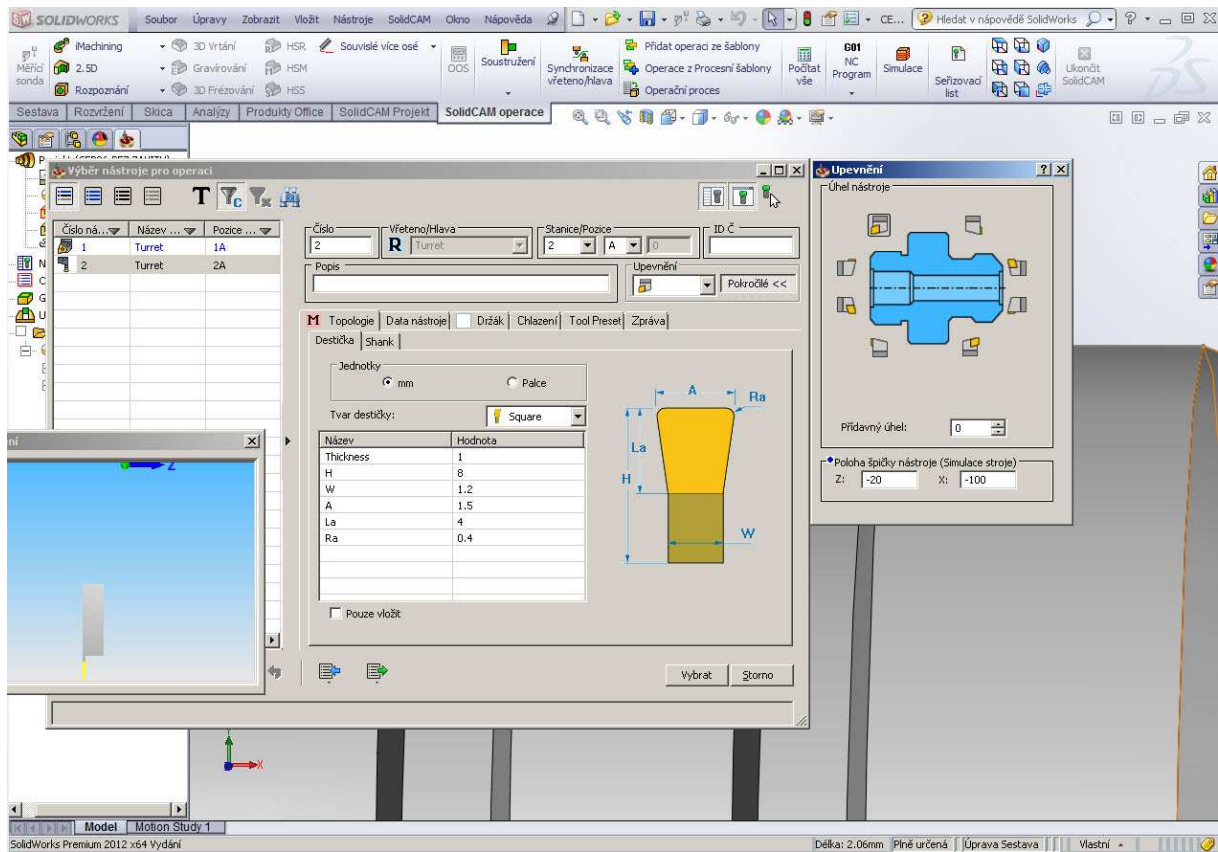 SOLIDWORKS Soubor Úpravy Zobrazit Vložit Nástroje SolidCAM Okno Nápověda CE... Hledat v nápovědě SolidWorks
Měřicí sonda
iMachining
2.5D
Rozpoznání
3D Vrtání
Gravírování
3D Frézování
HSR
HSM
HSS
Souvislé více osé
OOS
Soustružení
Synchronizace vřeteno/hlava
Přidat operaci ze šablony
Operace z Procesní šablony
Operační proces
Počítat vše
G01
NC Program
Simulace
Seřizovací list
Ukončit SolidCAM
Sestava Rozvržení Skica Analýzy Produkty Office SolidCAM Projekt SolidCAM operace
Výběr nástroje pro operaci
T
Číslo ná... Název ... Pozice ...
1 Turret 1A
2 Turret 2A
Číslo
2
Vřeteno/Hlava
R Turret
Stanice/Pozice
2 A 0
ID Č
Popis
Upevnění
Pokročilé <<
M Topologie Data nástroje Držák Chlazení Tool Preset Zpráva
Destička Shank
Jednotky
mm Palce
Tvar destičky: Square
Název Hodnota
Thickness 1
H 8
W 1.2
A 1.5
La 4
Ra 0.4
Pouze vložit
A
Ra
La
H
W
Vybrat Storno
Upevnění
Úhel nástroje
Přídavný úhel: 0
Poloha špičky nástroje (Simulace stroje)
Z: -20 X: -100
Z
X
Model Motion Study 1
SolidWorks Premium 2012 x64 Vydání Délka: 2.06mm Plně určená Úprava Sestava Vlastní